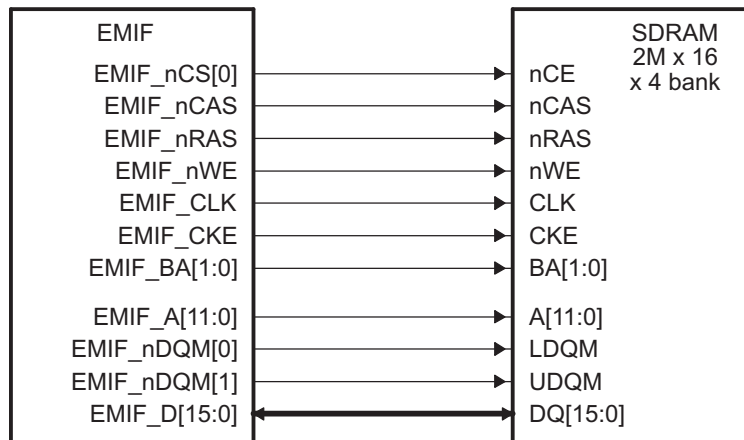 EMIF
EMIF_nCS[0]
EMIF_nCAS
EMIF_nRAS
EMIF_nWE
EMIF_CLK
EMIF_CKE
EMIF_BA[1:0]
EMIF_A[11:0]
EMIF_nDQM[0]
EMIF_nDQM[1]
EMIF_D[15:0]
SDRAM
2M x 16
x 4 bank
nCE
nCAS
nRAS
nWE
CLK
CKE
BA[1:0]
A[11:0]
LDQM
UDQM
DQ[15:0]